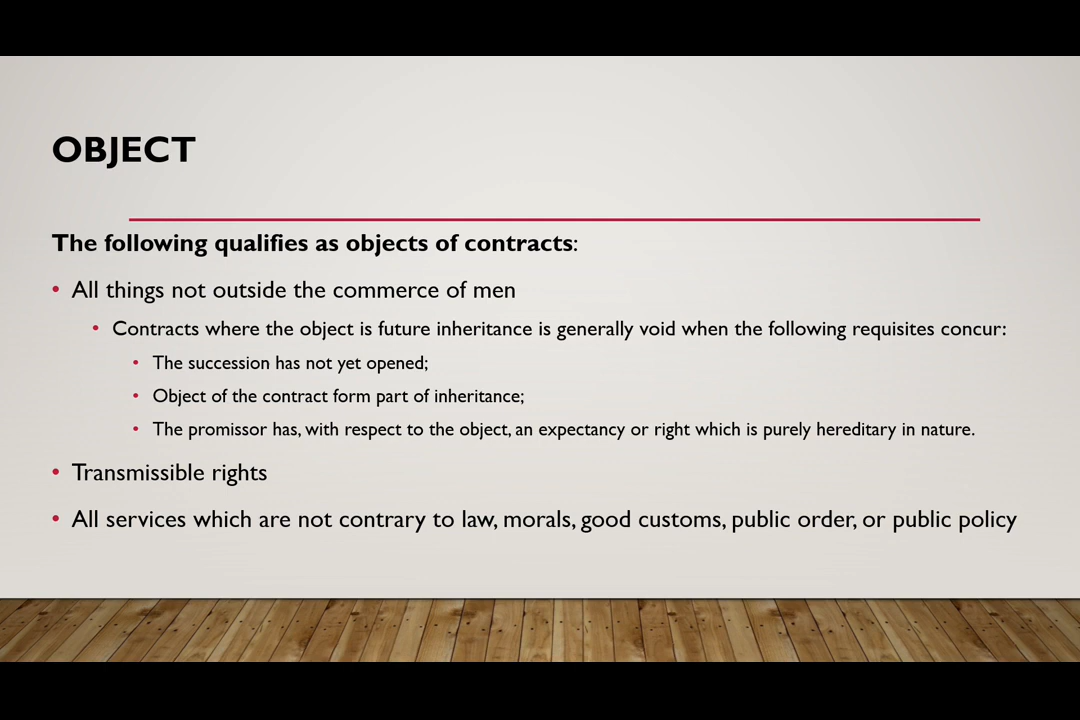 OBJECT
The following qualifies as objects of contracts:
• All things not outside the commerce of men
• Contracts where the object is future inheritance is generally void when the following requisites concur:
• The succession has not yet opened;
• Object of the contract form part of inheritance;
• The promissor has, with respect to the object, an expectancy or right which is purely hereditary in nature.
• Transmissible rights
• All services which are not contrary to law, morals, good customs, public order, or public policy